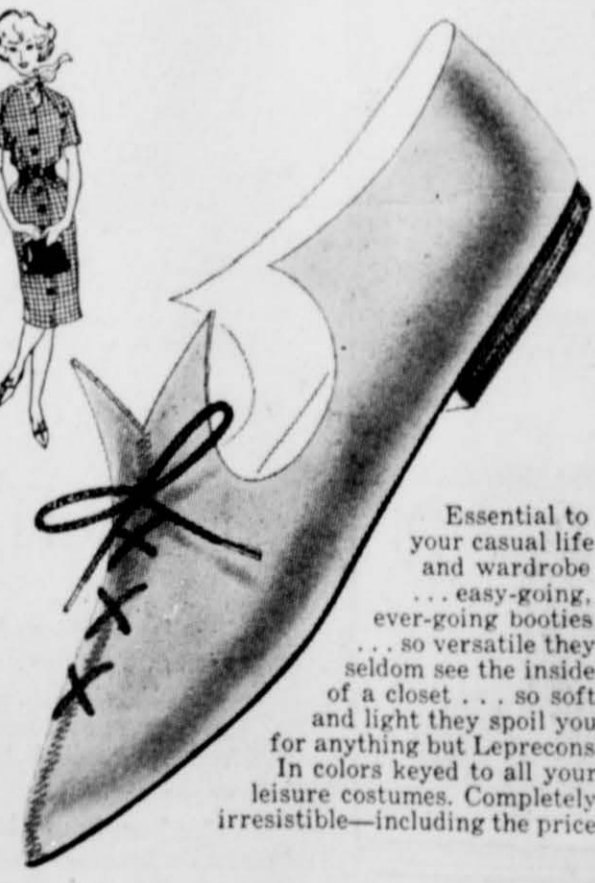 Essential to
your casual life
and wardrobe
... easy-going,
ever-going booties
... so versatile they
seldom see the inside
of a closet ... so soft
and light they spoil you
for anything but Leprecons
In colors keyed to all your
leisure costumes. Completely
irresistible—including the price